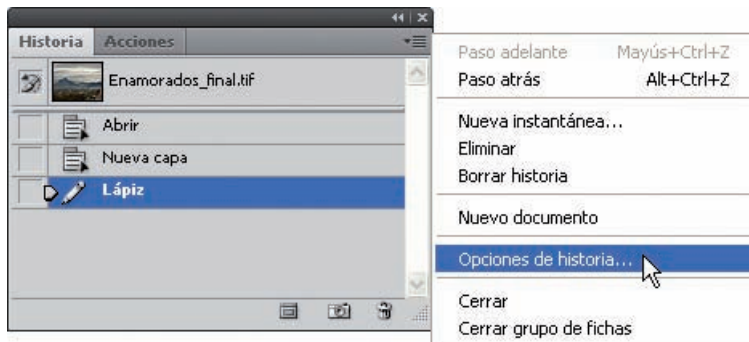 Historia Acciones
Enamorados_final.tif
Abrir
Nueva capa
Lápiz
Paso adelante Mayús+Ctrl+Z
Paso atrás Alt+Ctrl+Z
Nueva instantánea...
Eliminar
Borrar historia
Nuevo documento
Opciones de historia...
Cerrar
Cerrar grupo de fichas